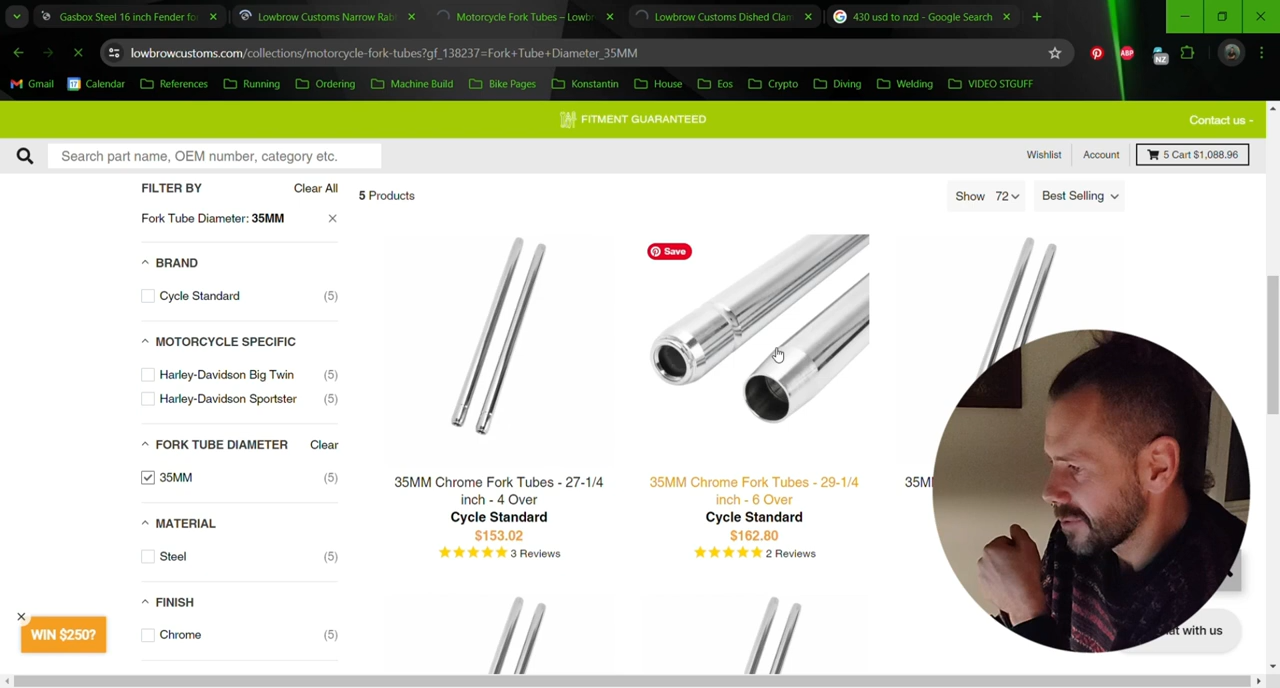 Gasbox Steel 16 inch Fender for
Lowbrow Customs Narrow Rab
Motorcycle Fork Tubes – Lowbr
Lowbrow Customs Dished Clam
430 usd to nzd - Google Search
lowbrowcustoms.com/collections/motorcycle-fork-tubes?gf_138237=Fork+Tube+Diameter_35MM
ABP
NZ
Gmail
Calendar
References
Running
Ordering
Machine Build
Bike Pages
Konstantin
House
Eos
Crypto
Diving
Welding
VIDEO STGUFF
FITMENT GUARANTEED
Contact us -
Search part name, OEM number, category etc.
Wishlist
Account
5 Cart $1,088.96
FILTER BY
Clear All
5 Products
Show 72
Best Selling
Fork Tube Diameter: 35MM
BRAND
Cycle Standard (5)
MOTORCYCLE SPECIFIC
Harley-Davidson Big Twin (5)
Harley-Davidson Sportster (5)
FORK TUBE DIAMETER
Clear
35MM (5)
MATERIAL
Steel (5)
FINISH
Chrome (5)
Save
35MM Chrome Fork Tubes - 27-1/4
inch - 4 Over
Cycle Standard
$153.02
3 Reviews
35MM Chrome Fork Tubes - 29-1/4
inch - 6 Over
Cycle Standard
$162.80
2 Reviews
WIN $250?
with us